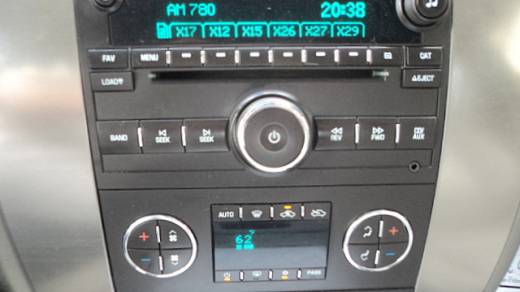 AM 780 20:38
X17 X12 X15 X26 X27 X29
FAV MENU CAT
LOAD EJECT
BAND SEEK SEEK REV FWD AUX
AUTO
62
PASS